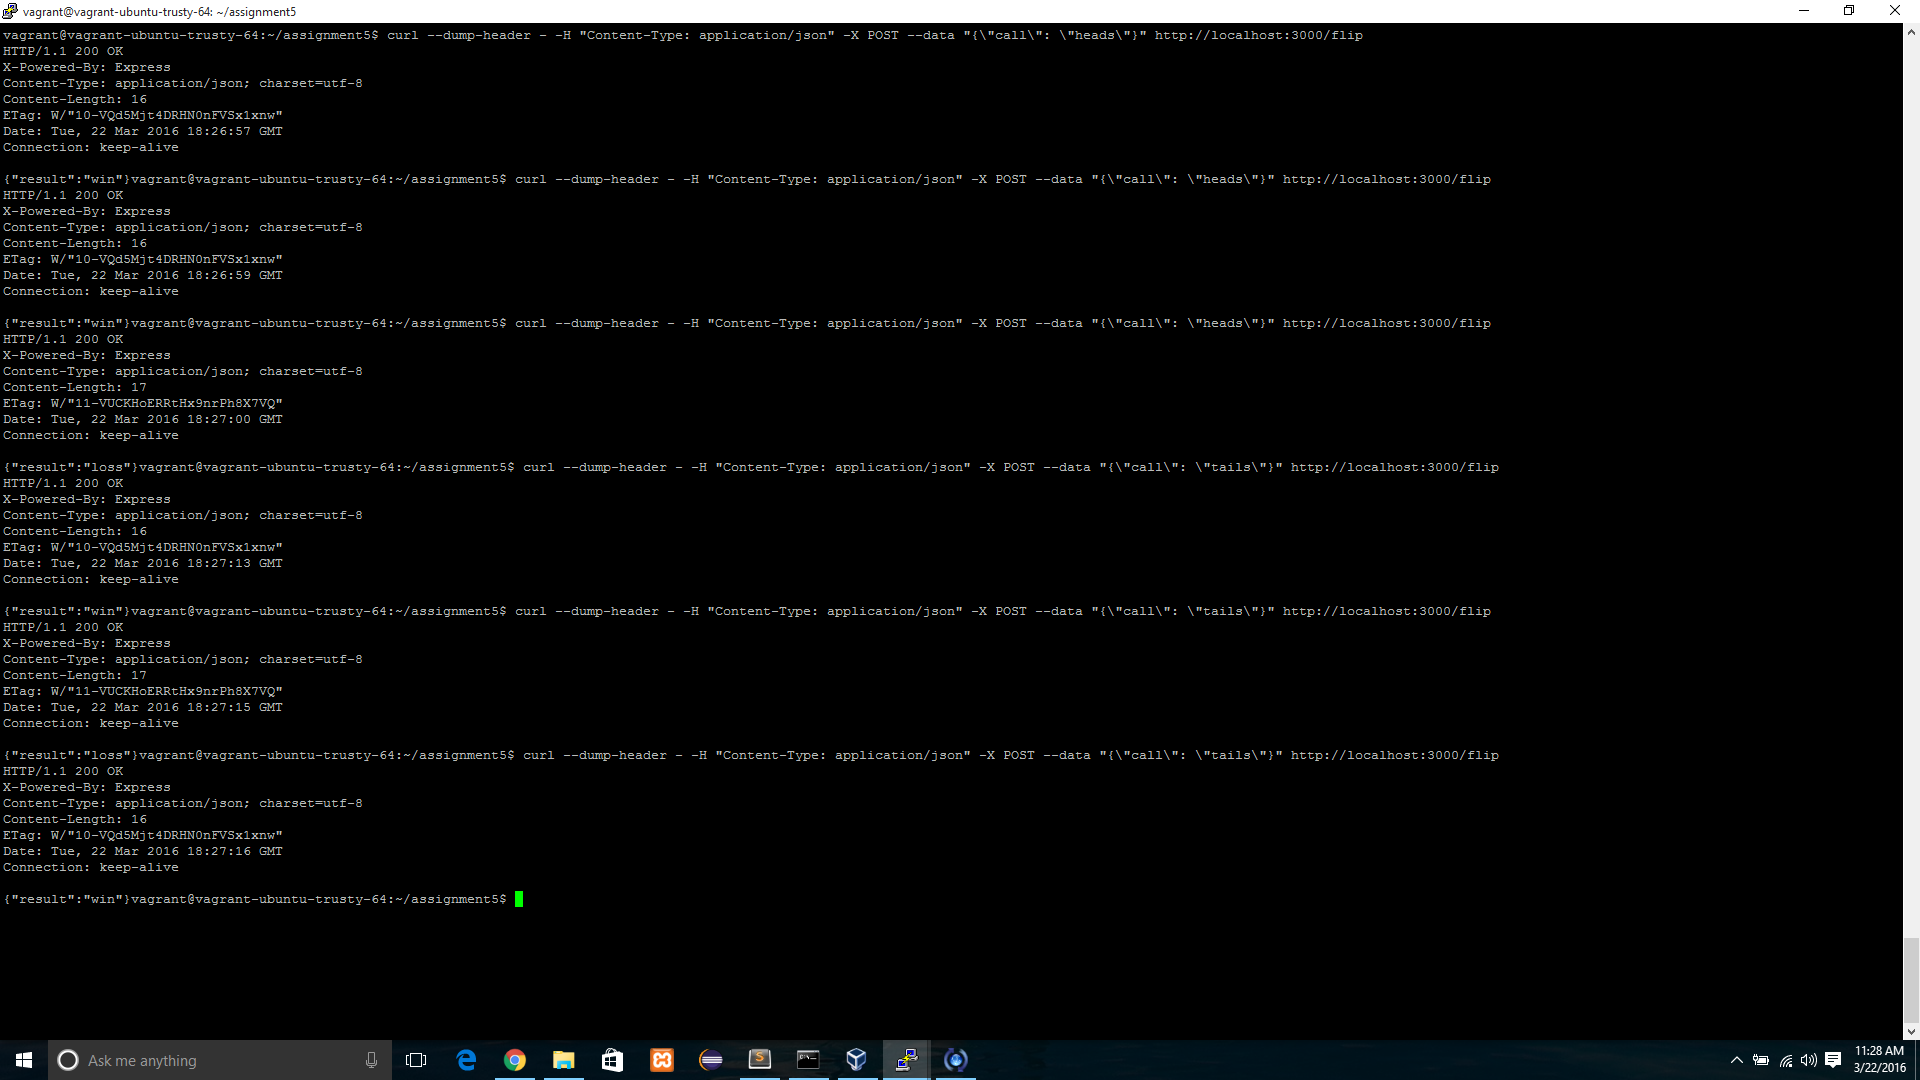 vagrant@vagrant-ubuntu-trusty-64: ~/assignment5
vagrant@vagrant-ubuntu-trusty-64:~/assignment5$ curl --dump-header - -H "Content-Type: application/json" -X POST --data "{\"call\": \"heads\"}" http://localhost:3000/flip
HTTP/1.1 200 OK
X-Powered-By: Express
Content-Type: application/json; charset=utf-8
Content-Length: 16
ETag: W/"10-VQd5Mjt4DRHN0nFVSx1xnw"
Date: Tue, 22 Mar 2016 18:26:57 GMT
Connection: keep-alive

{"result":"win"}vagrant@vagrant-ubuntu-trusty-64:~/assignment5$ curl --dump-header - -H "Content-Type: application/json" -X POST --data "{\"call\": \"heads\"}" http://localhost:3000/flip
HTTP/1.1 200 OK
X-Powered-By: Express
Content-Type: application/json; charset=utf-8
Content-Length: 16
ETag: W/"10-VQd5Mjt4DRHN0nFVSx1xnw"
Date: Tue, 22 Mar 2016 18:26:59 GMT
Connection: keep-alive

{"result":"win"}vagrant@vagrant-ubuntu-trusty-64:~/assignment5$ curl --dump-header - -H "Content-Type: application/json" -X POST --data "{\"call\": \"heads\"}" http://localhost:3000/flip
HTTP/1.1 200 OK
X-Powered-By: Express
Content-Type: application/json; charset=utf-8
Content-Length: 17
ETag: W/"11-VUCKHoERRtHx9nrPh8X7VQ"
Date: Tue, 22 Mar 2016 18:27:00 GMT
Connection: keep-alive

{"result":"loss"}vagrant@vagrant-ubuntu-trusty-64:~/assignment5$ curl --dump-header - -H "Content-Type: application/json" -X POST --data "{\"call\": \"tails\"}" http://localhost:3000/flip
HTTP/1.1 200 OK
X-Powered-By: Express
Content-Type: application/json; charset=utf-8
Content-Length: 16
ETag: W/"10-VQd5Mjt4DRHN0nFVSx1xnw"
Date: Tue, 22 Mar 2016 18:27:13 GMT
Connection: keep-alive

{"result":"win"}vagrant@vagrant-ubuntu-trusty-64:~/assignment5$ curl --dump-header - -H "Content-Type: application/json" -X POST --data "{\"call\": \"tails\"}" http://localhost:3000/flip
HTTP/1.1 200 OK
X-Powered-By: Express
Content-Type: application/json; charset=utf-8
Content-Length: 17
ETag: W/"11-VUCKHoERRtHx9nrPh8X7VQ"
Date: Tue, 22 Mar 2016 18:27:15 GMT
Connection: keep-alive

{"result":"loss"}vagrant@vagrant-ubuntu-trusty-64:~/assignment5$ curl --dump-header - -H "Content-Type: application/json" -X POST --data "{\"call\": \"tails\"}" http://localhost:3000/flip
HTTP/1.1 200 OK
X-Powered-By: Express
Content-Type: application/json; charset=utf-8
Content-Length: 16
ETag: W/"10-VQd5Mjt4DRHN0nFVSx1xnw"
Date: Tue, 22 Mar 2016 18:27:16 GMT
Connection: keep-alive

{"result":"win"}vagrant@vagrant-ubuntu-trusty-64:~/assignment5$
Ask me anything
11:28 AM
3/22/2016